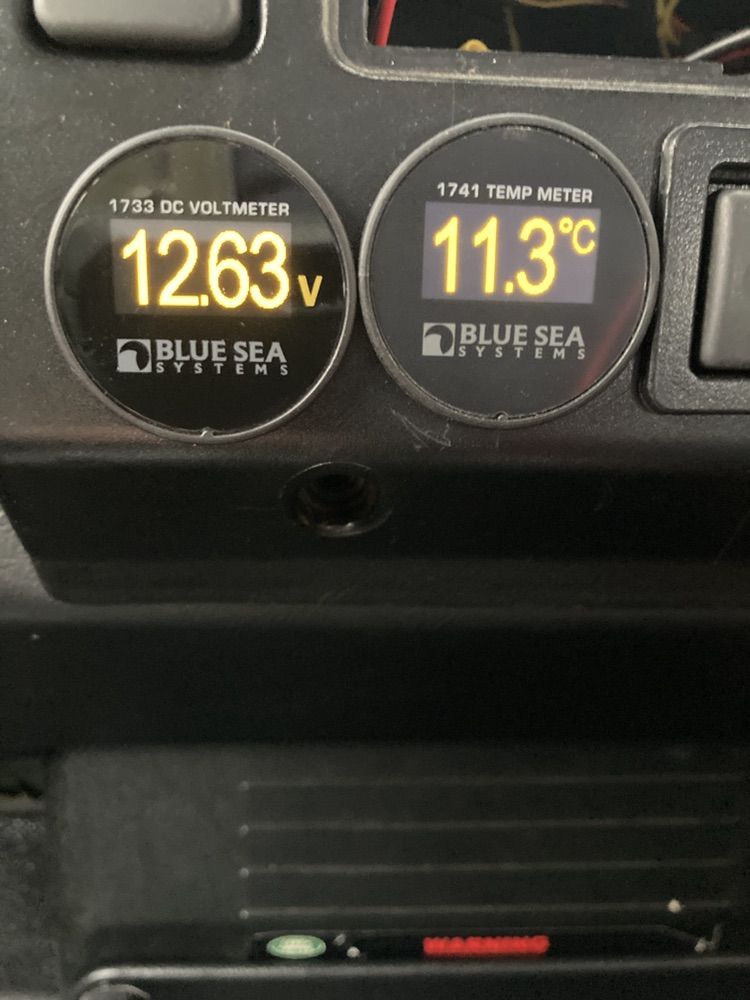 1733 DC VOLTMETER
12.63 V
BLUE SEA
SYSTEMS
1741 TEMP METER
11.3°C
BLUE SEA
SYSTEMS
WARNING